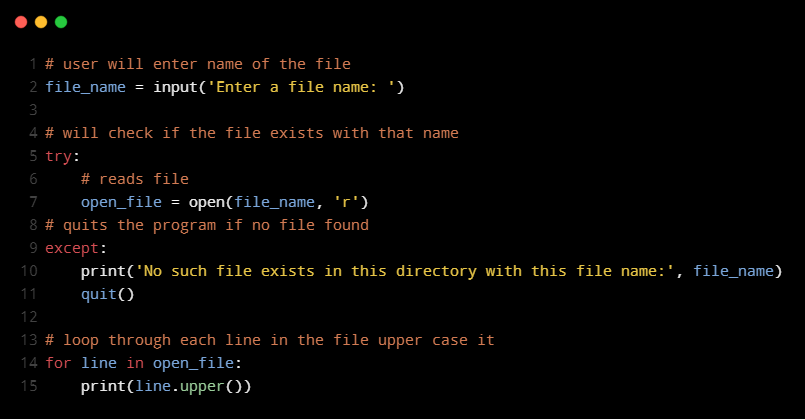 1 # user will enter name of the file
2 file_name = input('Enter a file name: ')
3
4 # will check if the file exists with that name
5 try:
6     # reads file
7     open_file = open(file_name, 'r')
8 # quits the program if no file found
9 except:
10     print('No such file exists in this directory with this file name:', file_name)
11     quit()
12
13 # loop through each line in the file upper case it
14 for line in open_file:
15     print(line.upper())